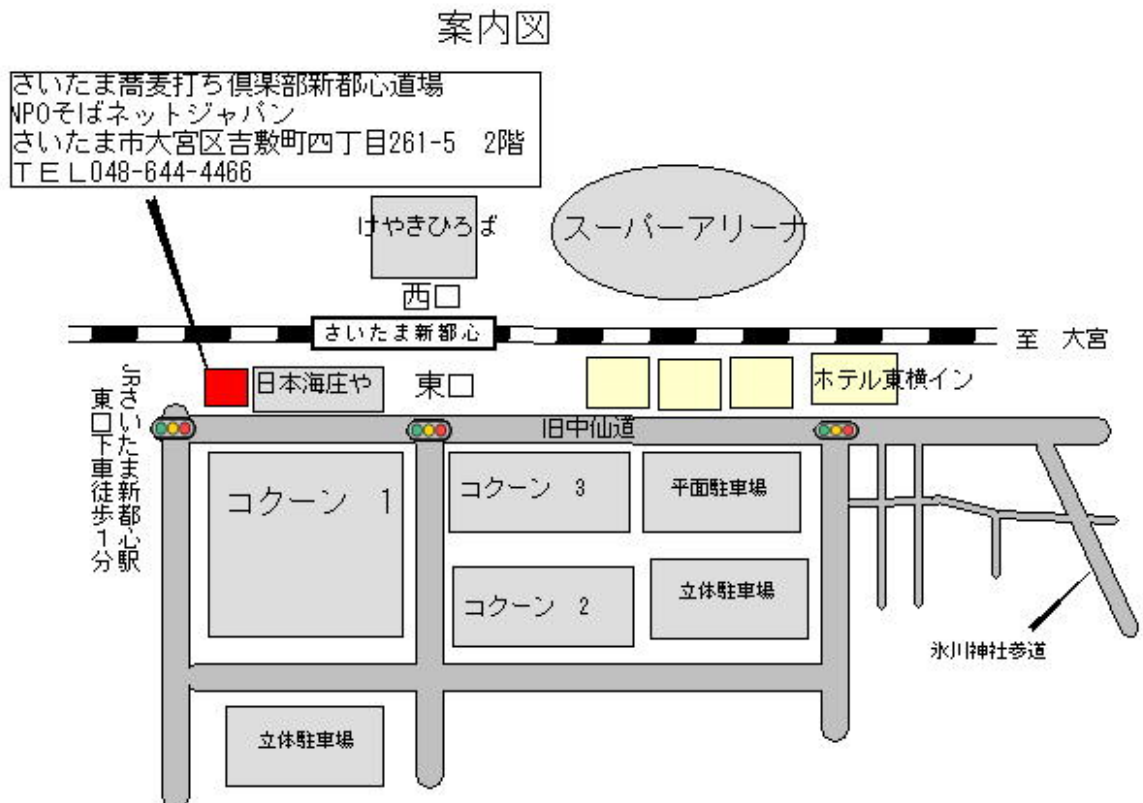 案内図
さいたま蕎麦打ち倶楽部新都心道場
NPOそばネットジャパン
さいたま市大宮区吉敷町四丁目261-5　2階
ＴＥＬ048-644-4466
けやきひろば
スーパーアリーナ
西口
さいたま新都心
至　大宮
日本海庄や
東口
ホテル東横イン
JRさいたま新都心駅
東口下車徒歩１分
旧中仙道
コクーン　1
コクーン　3
平面駐車場
コクーン　2
立体駐車場
氷川神社参道
立体駐車場